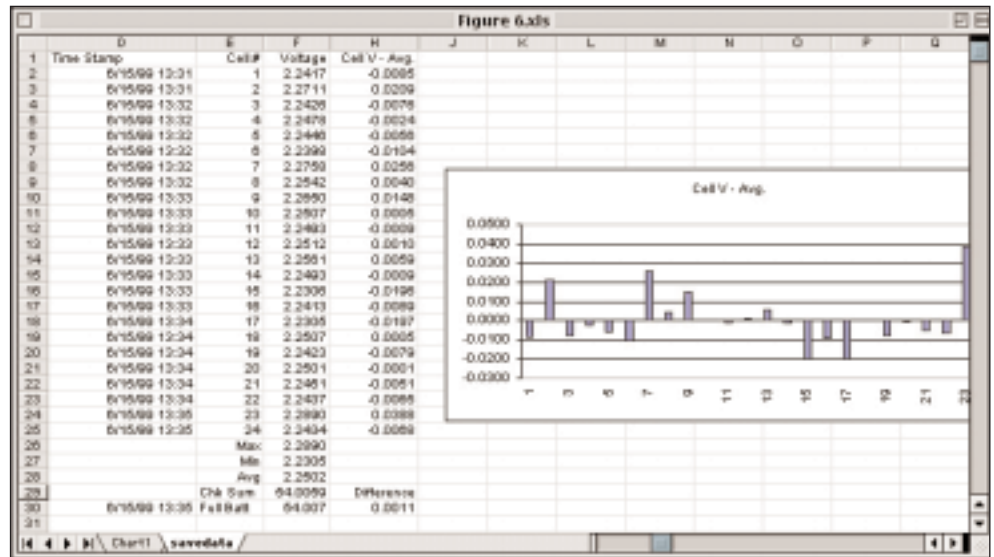 Figure 6.xls
D E F H J K L M N O P Q
1 Time Stamp Cell# Voltage Cell V - Avg.
2 6/15/99 13:31 1 2.2417 -0.0085
3 6/15/99 13:31 2 2.2711 0.0209
4 6/15/99 13:32 3 2.2426 -0.0076
5 6/15/99 13:32 4 2.2478 -0.0024
6 6/15/99 13:32 5 2.2446 -0.0056
7 6/15/99 13:32 6 2.2398 -0.0104
8 6/15/99 13:32 7 2.2758 0.0256
9 6/15/99 13:32 8 2.2542 0.0040
10 6/15/99 13:33 9 2.2650 0.0148
11 6/15/99 13:33 10 2.2507 0.0005
12 6/15/99 13:33 11 2.2493 -0.0009
13 6/15/99 13:33 12 2.2512 0.0010
14 6/15/99 13:33 13 2.2561 0.0059
15 6/15/99 13:33 14 2.2493 -0.0009
16 6/15/99 13:33 15 2.2306 -0.0196
17 6/15/99 13:33 16 2.2413 -0.0089
18 6/15/99 13:34 17 2.2305 -0.0197
19 6/15/99 13:34 18 2.2507 0.0005
20 6/15/99 13:34 19 2.2423 -0.0079
21 6/15/99 13:34 20 2.2501 -0.0001
22 6/15/99 13:34 21 2.2451 -0.0051
23 6/15/99 13:34 22 2.2437
24 6/15/99 13:35 23 2.2890 0.0388
25 6/15/99 13:35 24 2.2434 -0.0068
26 Max 2.2890
27 Min 2.2305
28 Avg 2.2502
29 Chk Sum 54.0059 Difference
30 6/15/99 13:35 Full Batt 54.007 0.0011
31
Cell V - Avg.
0.0500
0.0400
0.0300
0.0200
0.0100
0.0000
-0.0100
-0.0200
-0.0300
1 3 5 7 9 11 13 15 17 19 21 23
Chart1 savedata